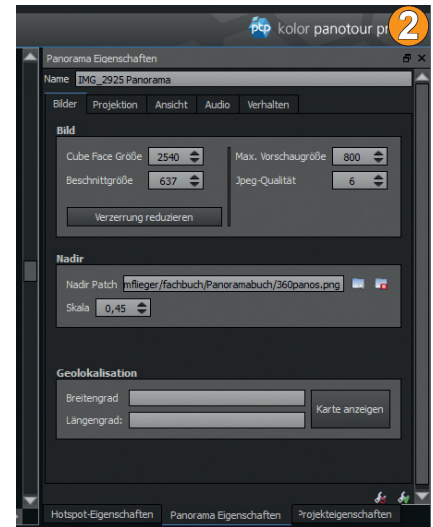 2
ptp kolor panotour pr
Panorama Eigenschaften
Name IMG_2925 Panorama
Bilder Projektion Ansicht Audio Verhalten
Bild
Cube Face Größe 2540 Max. Vorschaugröße 800
Beschnittgröße 637 Jpeg-Qualität 6
Verzerrung reduzieren
Nadir
Nadir Patch mflieger/fachbuch/Panoramabuch/360panos.png
Skala 0,45
Geolokalisation
Breitengrad
Karte anzeigen
Längengrad:
Hotspot-Eigenschaften Panorama Eigenschaften Projekteigenschaften